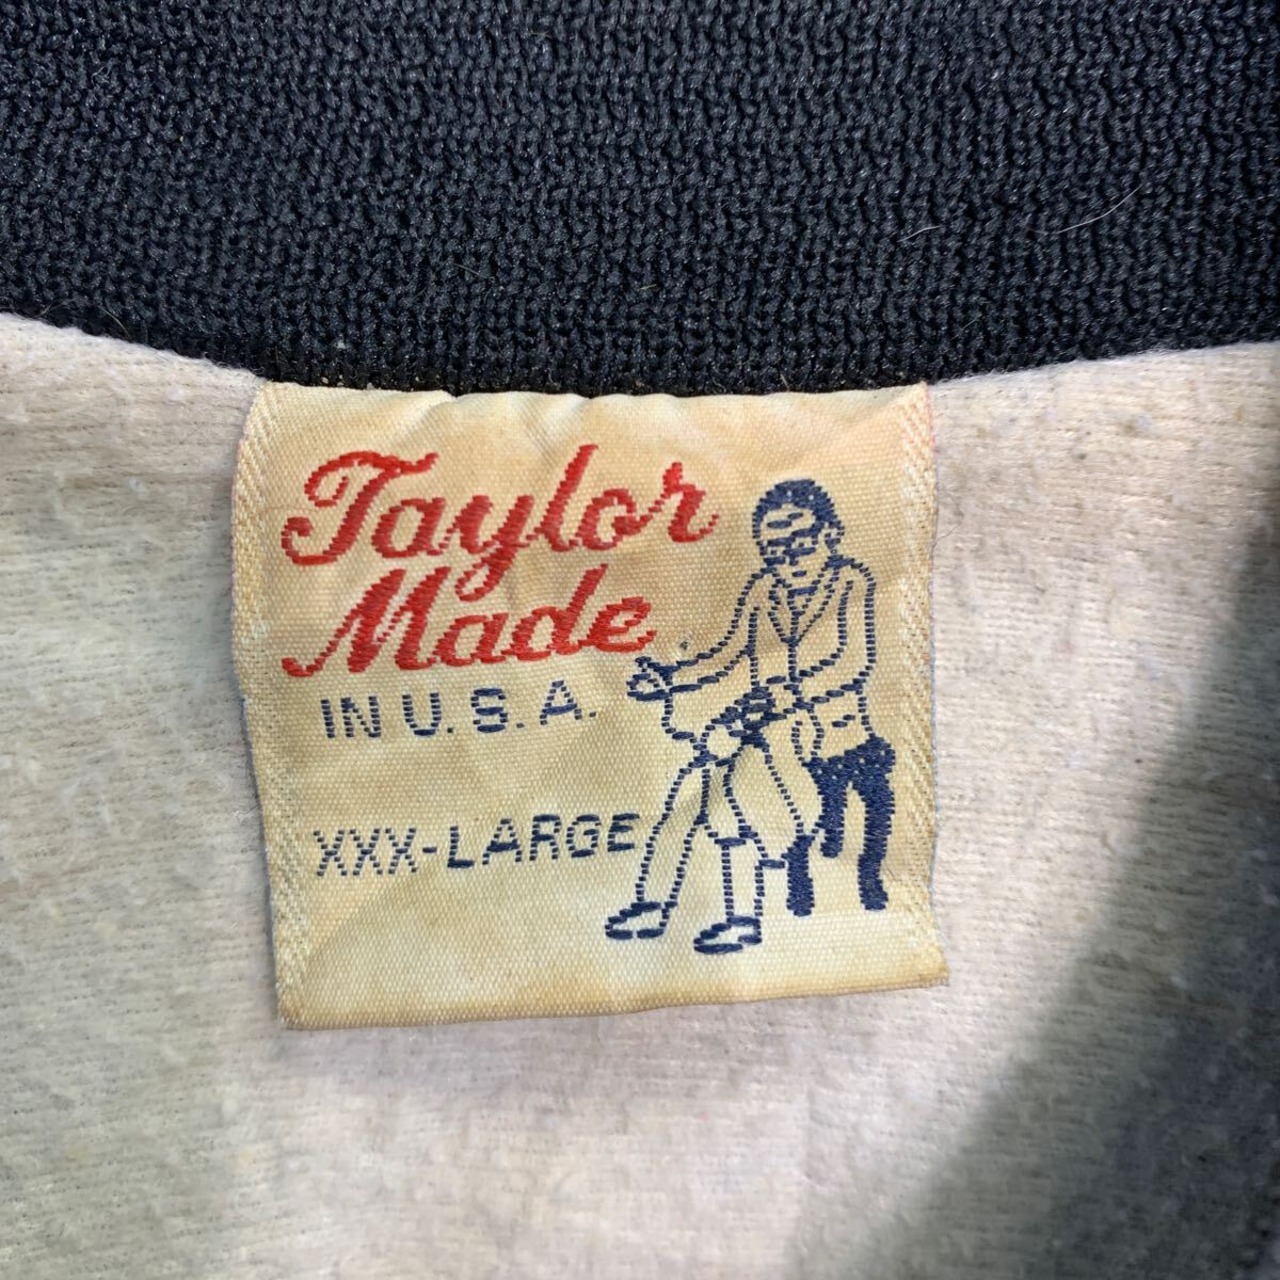 Taylor
Made
IN U.S.A.
XXX-LARGE